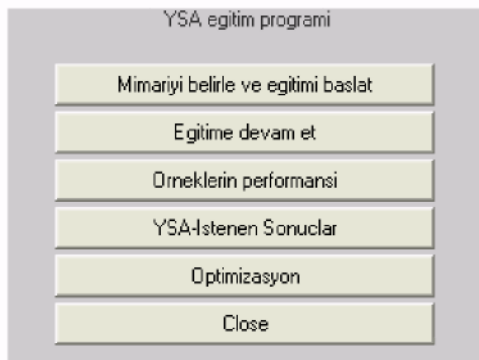 YSA egitim programi
Mimariyi belirle ve egitimi baslat
Egitime devam et
Orneklerin performansi
YSA-Istenen Sonuclar
Optimizasyon
Close